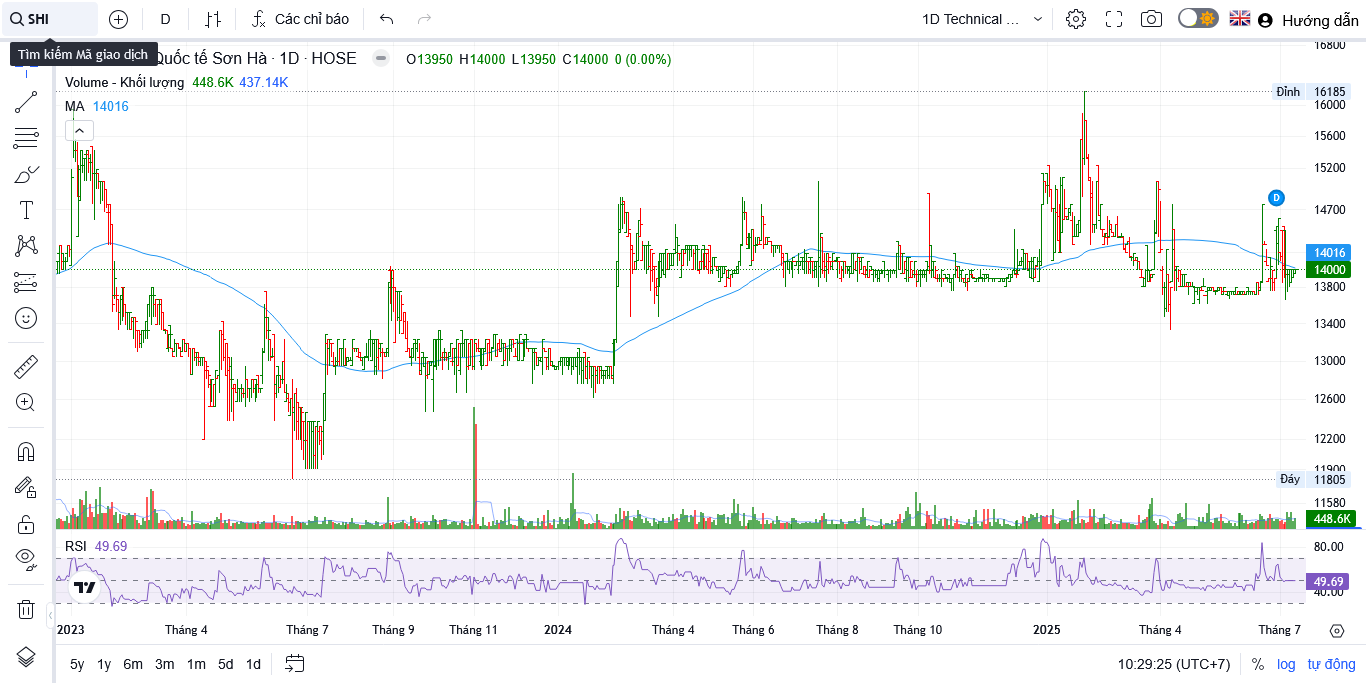 SHI
D
Các chỉ báo
1D Technical ...
Hướng dẫn
Tìm kiếm Mã giao dịch
Quốc tế Sơn Hà · 1D · HOSE
O13950 H14000 L13950 C14000 0 (0.00%)
Volume - Khối lượng 448.6K 437.14K
MA 14016
16800
Đỉnh 16185
16000
15600
15200
14700
D
14016
14000
13800
13400
13000
12600
12200
11900
Đáy 11805
11580
448.6K
RSI 49.69
80.00
49.69
40.00
2023 Tháng 4 Tháng 7 Tháng 9 Tháng 11 2024 Tháng 4 Tháng 6 Tháng 8 Tháng 10 2025 Tháng 4 Tháng 7
5y 1y 6m 3m 1m 5d 1d
10:29:25 (UTC+7) % log tự động